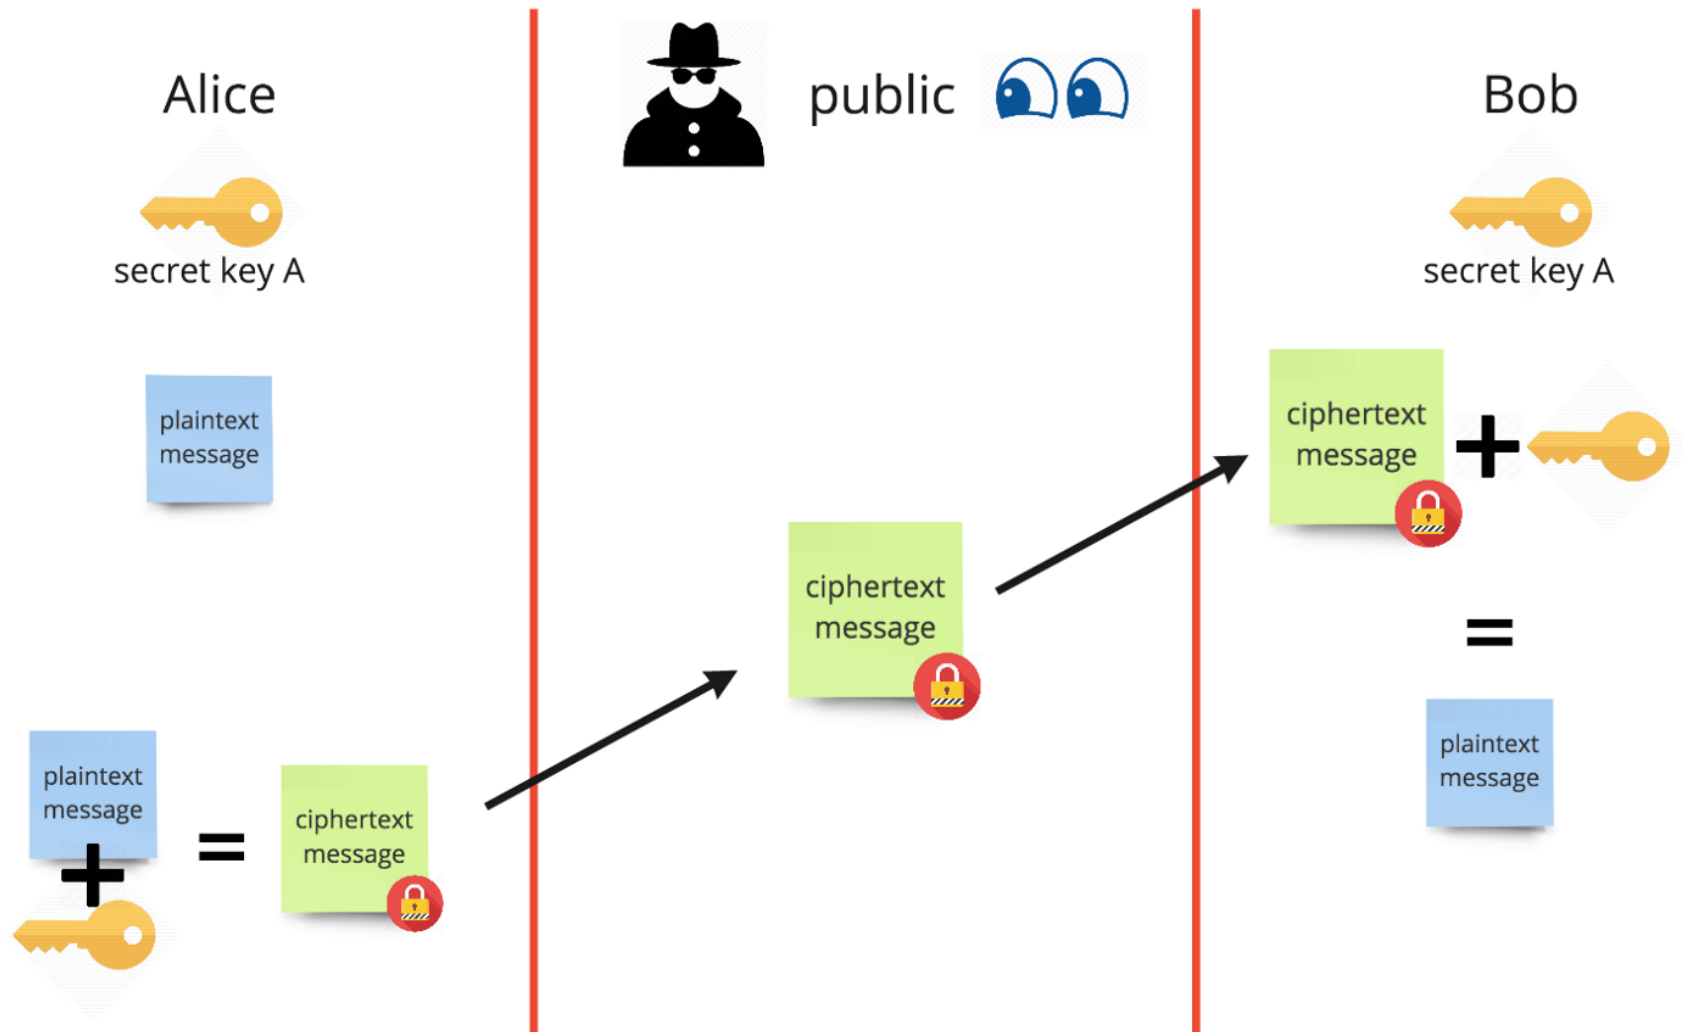 Alice
public
Bob
secret key A
secret key A
plaintext
message
ciphertext
message
ciphertext
message
plaintext
message
+
=
ciphertext
message
+
=
plaintext
message